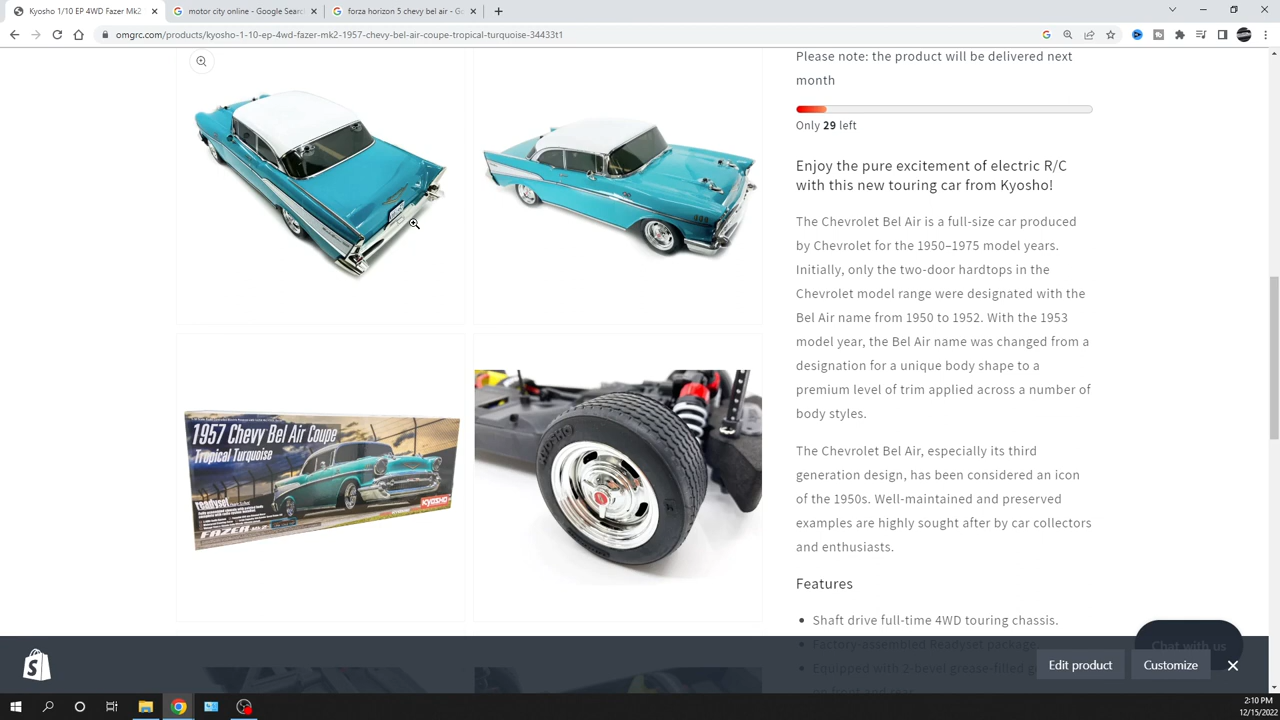 Kyosho 1/10 EP 4WD Fazer Mk2
motor city online - Google Searc
forza horizon 5 chevy bel air - G
omgrc.com/products/kyosho-1-10-ep-4wd-fazer-mk2-1957-chevy-bel-air-coupe-tropical-turquoise-34433t1
Please note: the product will be delivered next
month
Only 29 left
Enjoy the pure excitement of electric R/C
with this new touring car from Kyosho!
The Chevrolet Bel Air is a full-size car produced
by Chevrolet for the 1950–1975 model years.
Initially, only the two-door hardtops in the
Chevrolet model range were designated with the
Bel Air name from 1950 to 1952. With the 1953
model year, the Bel Air name was changed from a
designation for a unique body shape to a
premium level of trim applied across a number of
body styles.
The Chevrolet Bel Air, especially its third
generation design, has been considered an icon
of the 1950s. Well-maintained and preserved
examples are highly sought after by car collectors
and enthusiasts.
Features
Shaft drive full-time 4WD touring chassis.
Factory-assembled Readyset package.
Equipped with 2-bevel grease-filled g
1957 Chevy Bel Air Coupe
Tropical Turquoise
readyset
FAZER Mk2
KYOSHO
KYOSHO
Chat with us
Edit product
Customize
2:10 PM
12/15/2022